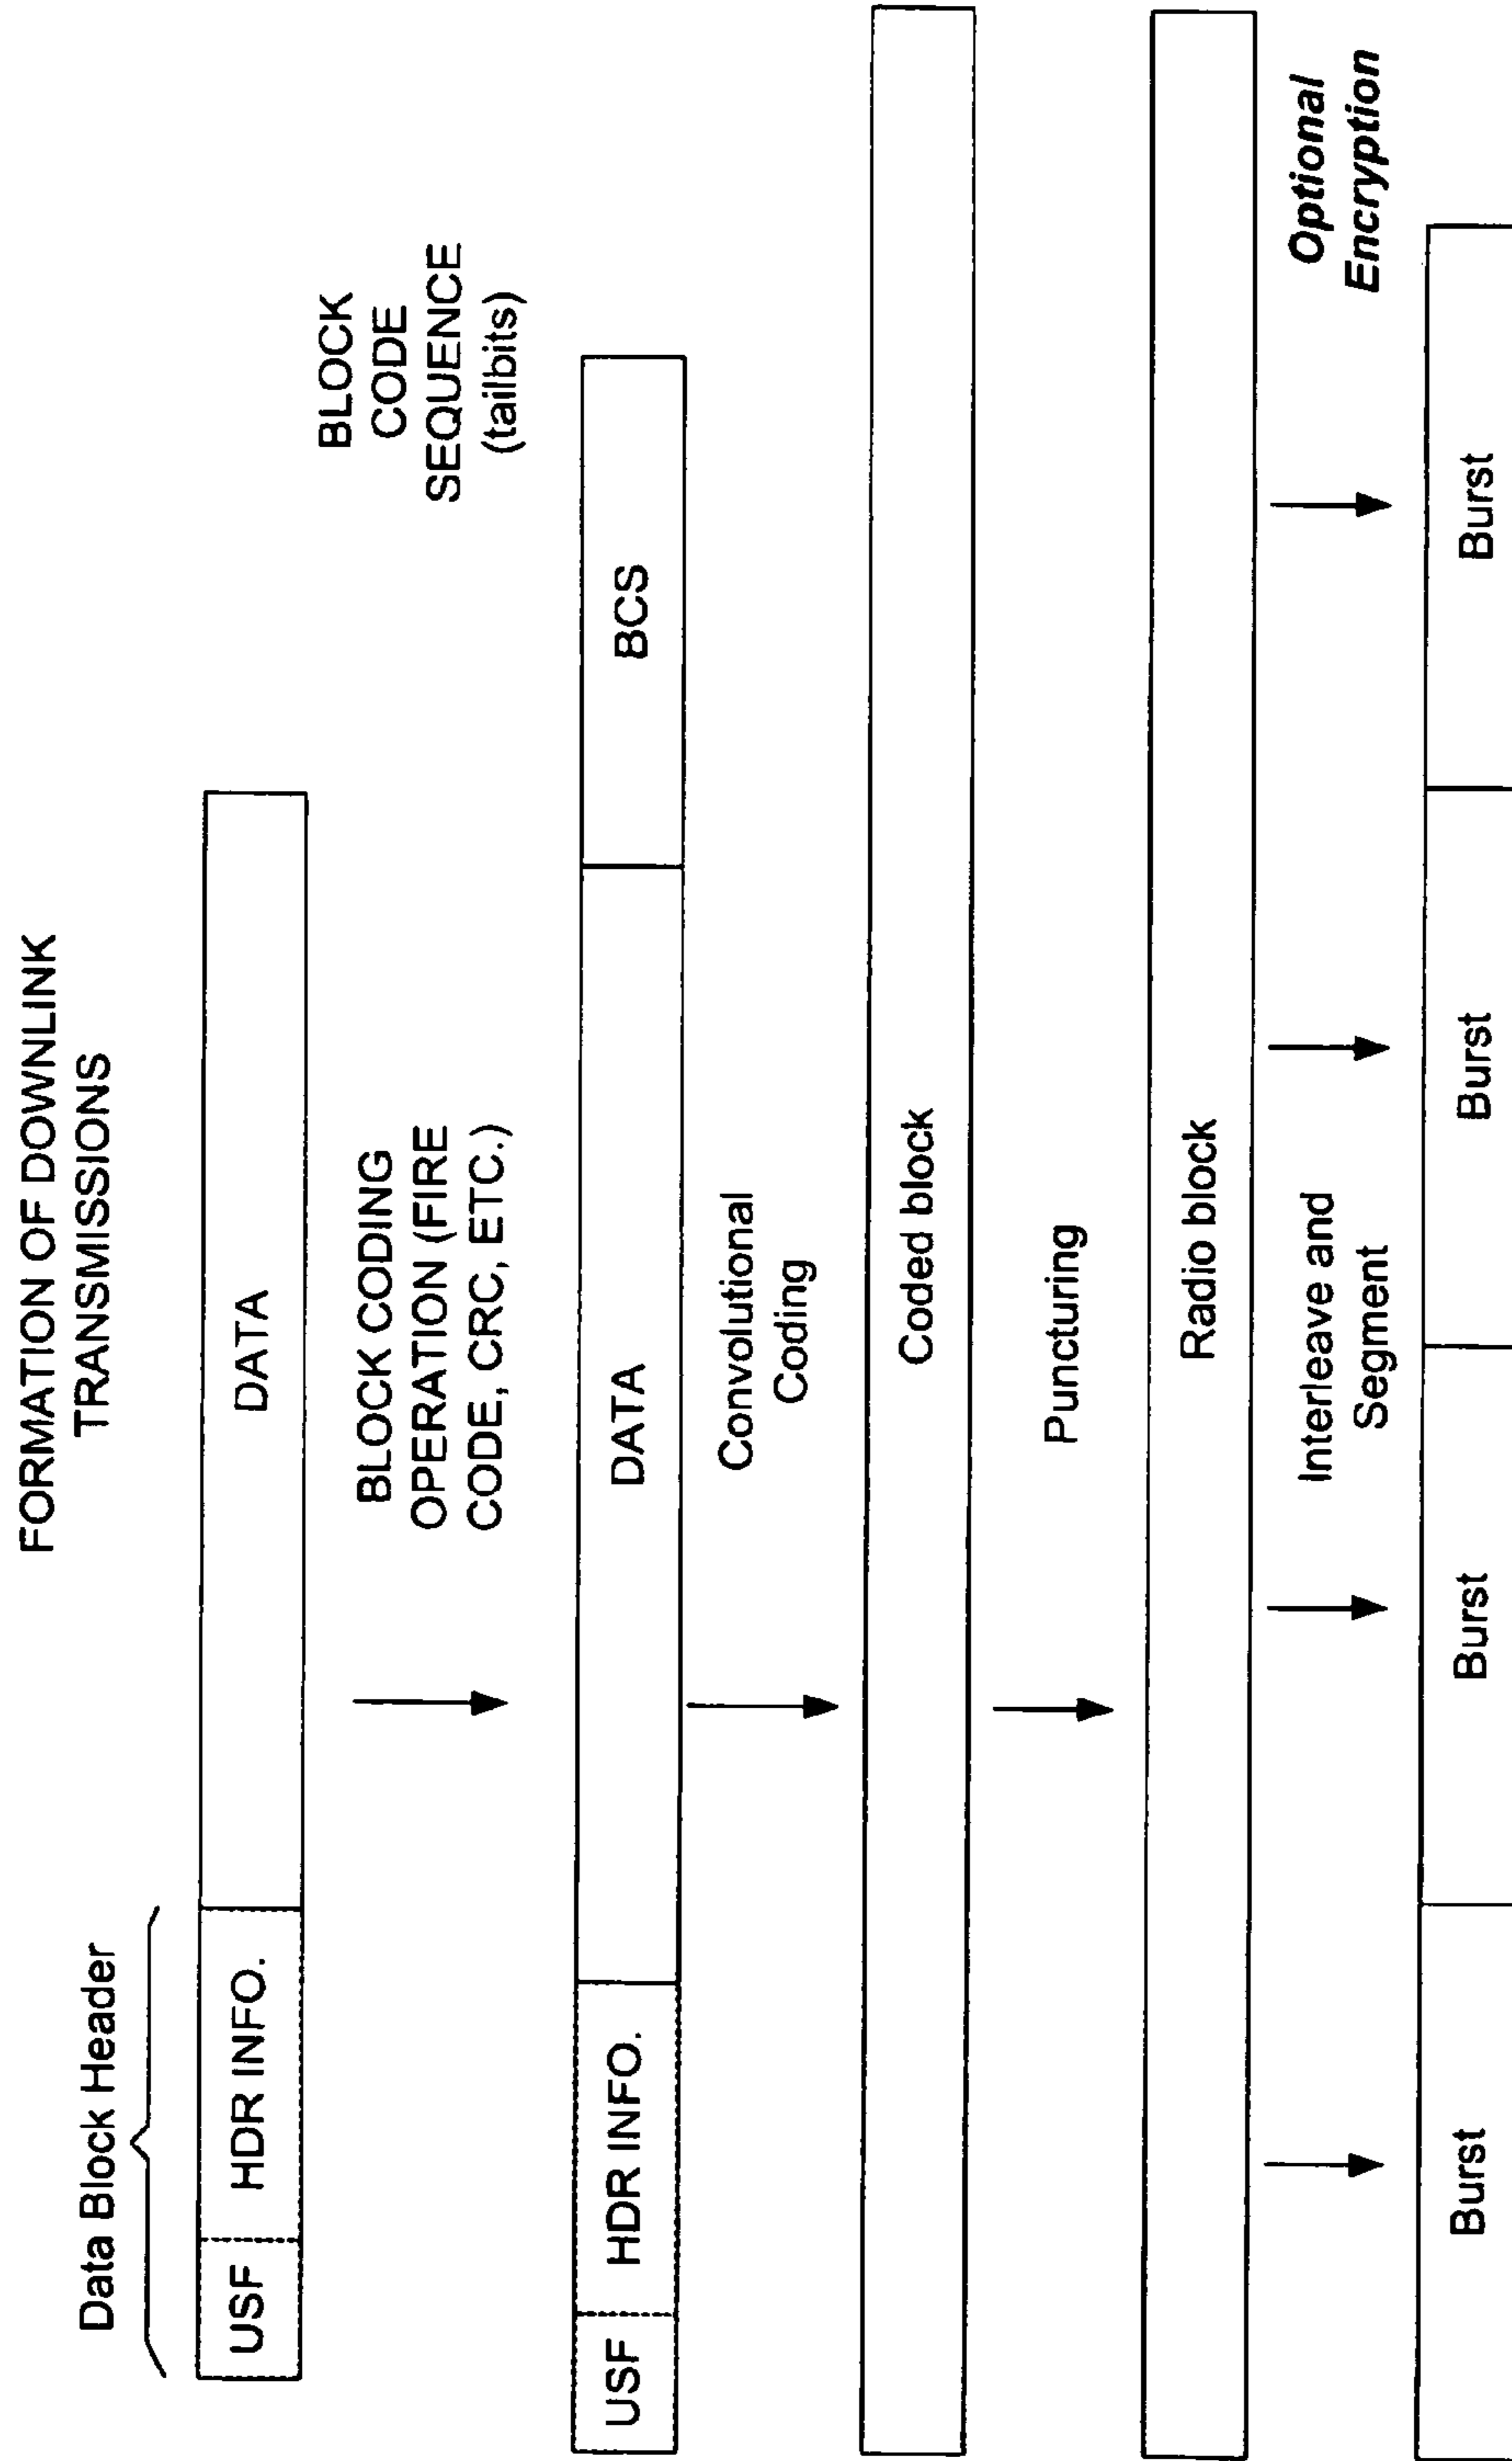 FORMATION OF DOWNLINK
TRANSMISSIONS
Data Block Header
USF
HDR INFO.
DATA
BLOCK CODING
OPERATION (FIRE
CODE, CRC, ETC.)
BLOCK
CODE
SEQUENCE
(tailbits)
USF
HDR INFO.
DATA
BCS
Convolutional
Coding
Coded block
Puncturing
Radio block
Interleave and
Segment
Optional
Encryption
Burst
Burst
Burst
Burst